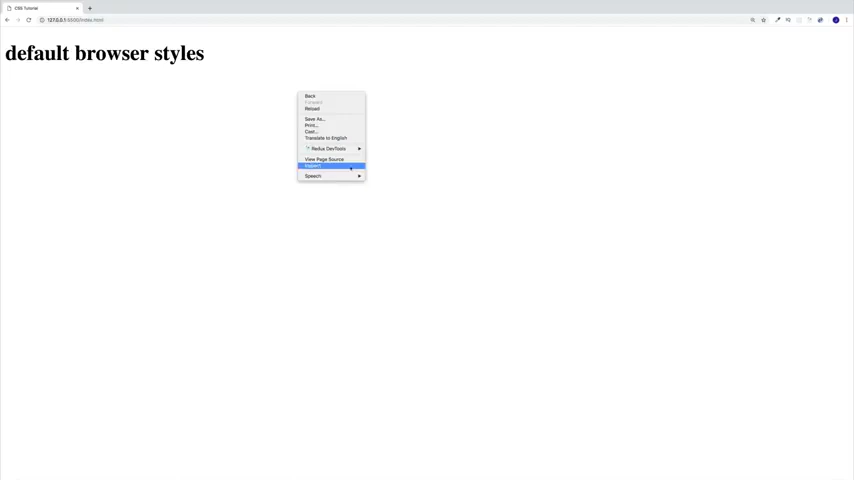 CSS Tutorial
127.0.0.1:5500/index.html
default browser styles
Back
Forward
Reload
Save As...
Print...
Cast...
Translate to English
Redux DevTools
View Page Source
Inspect
Speech